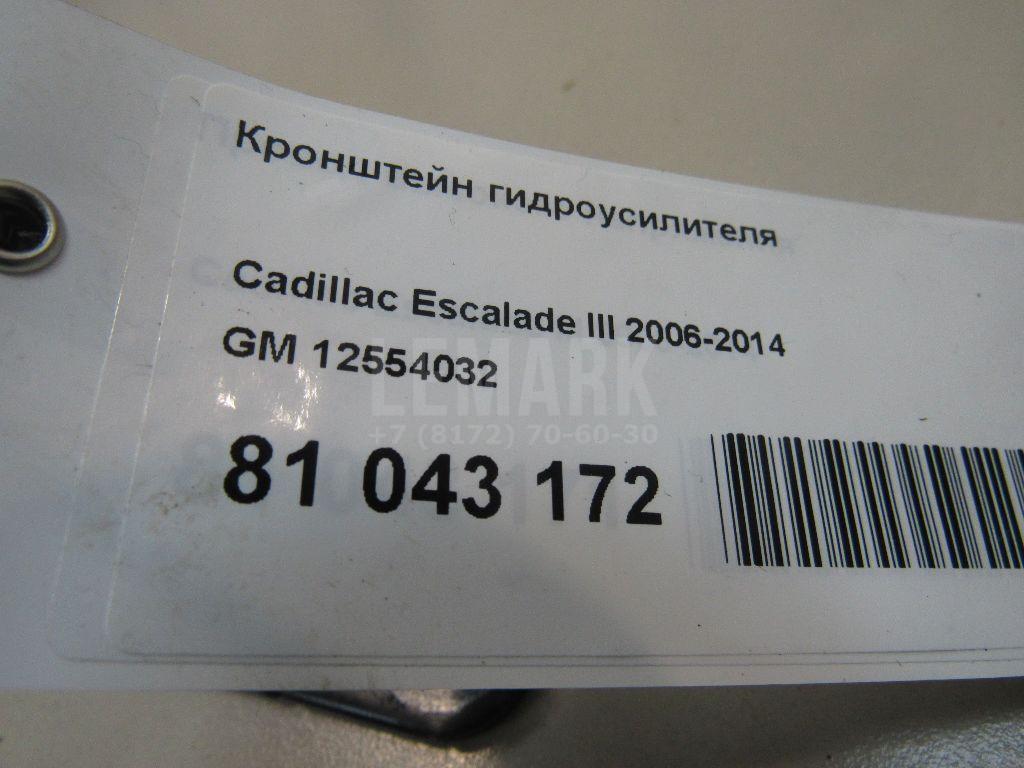 Кронштейн гидроусилителя
Cadillac Escalade III 2006-2014
GM 12554032
LEMARK
+7 (8172) 70-60-30
81 043 172